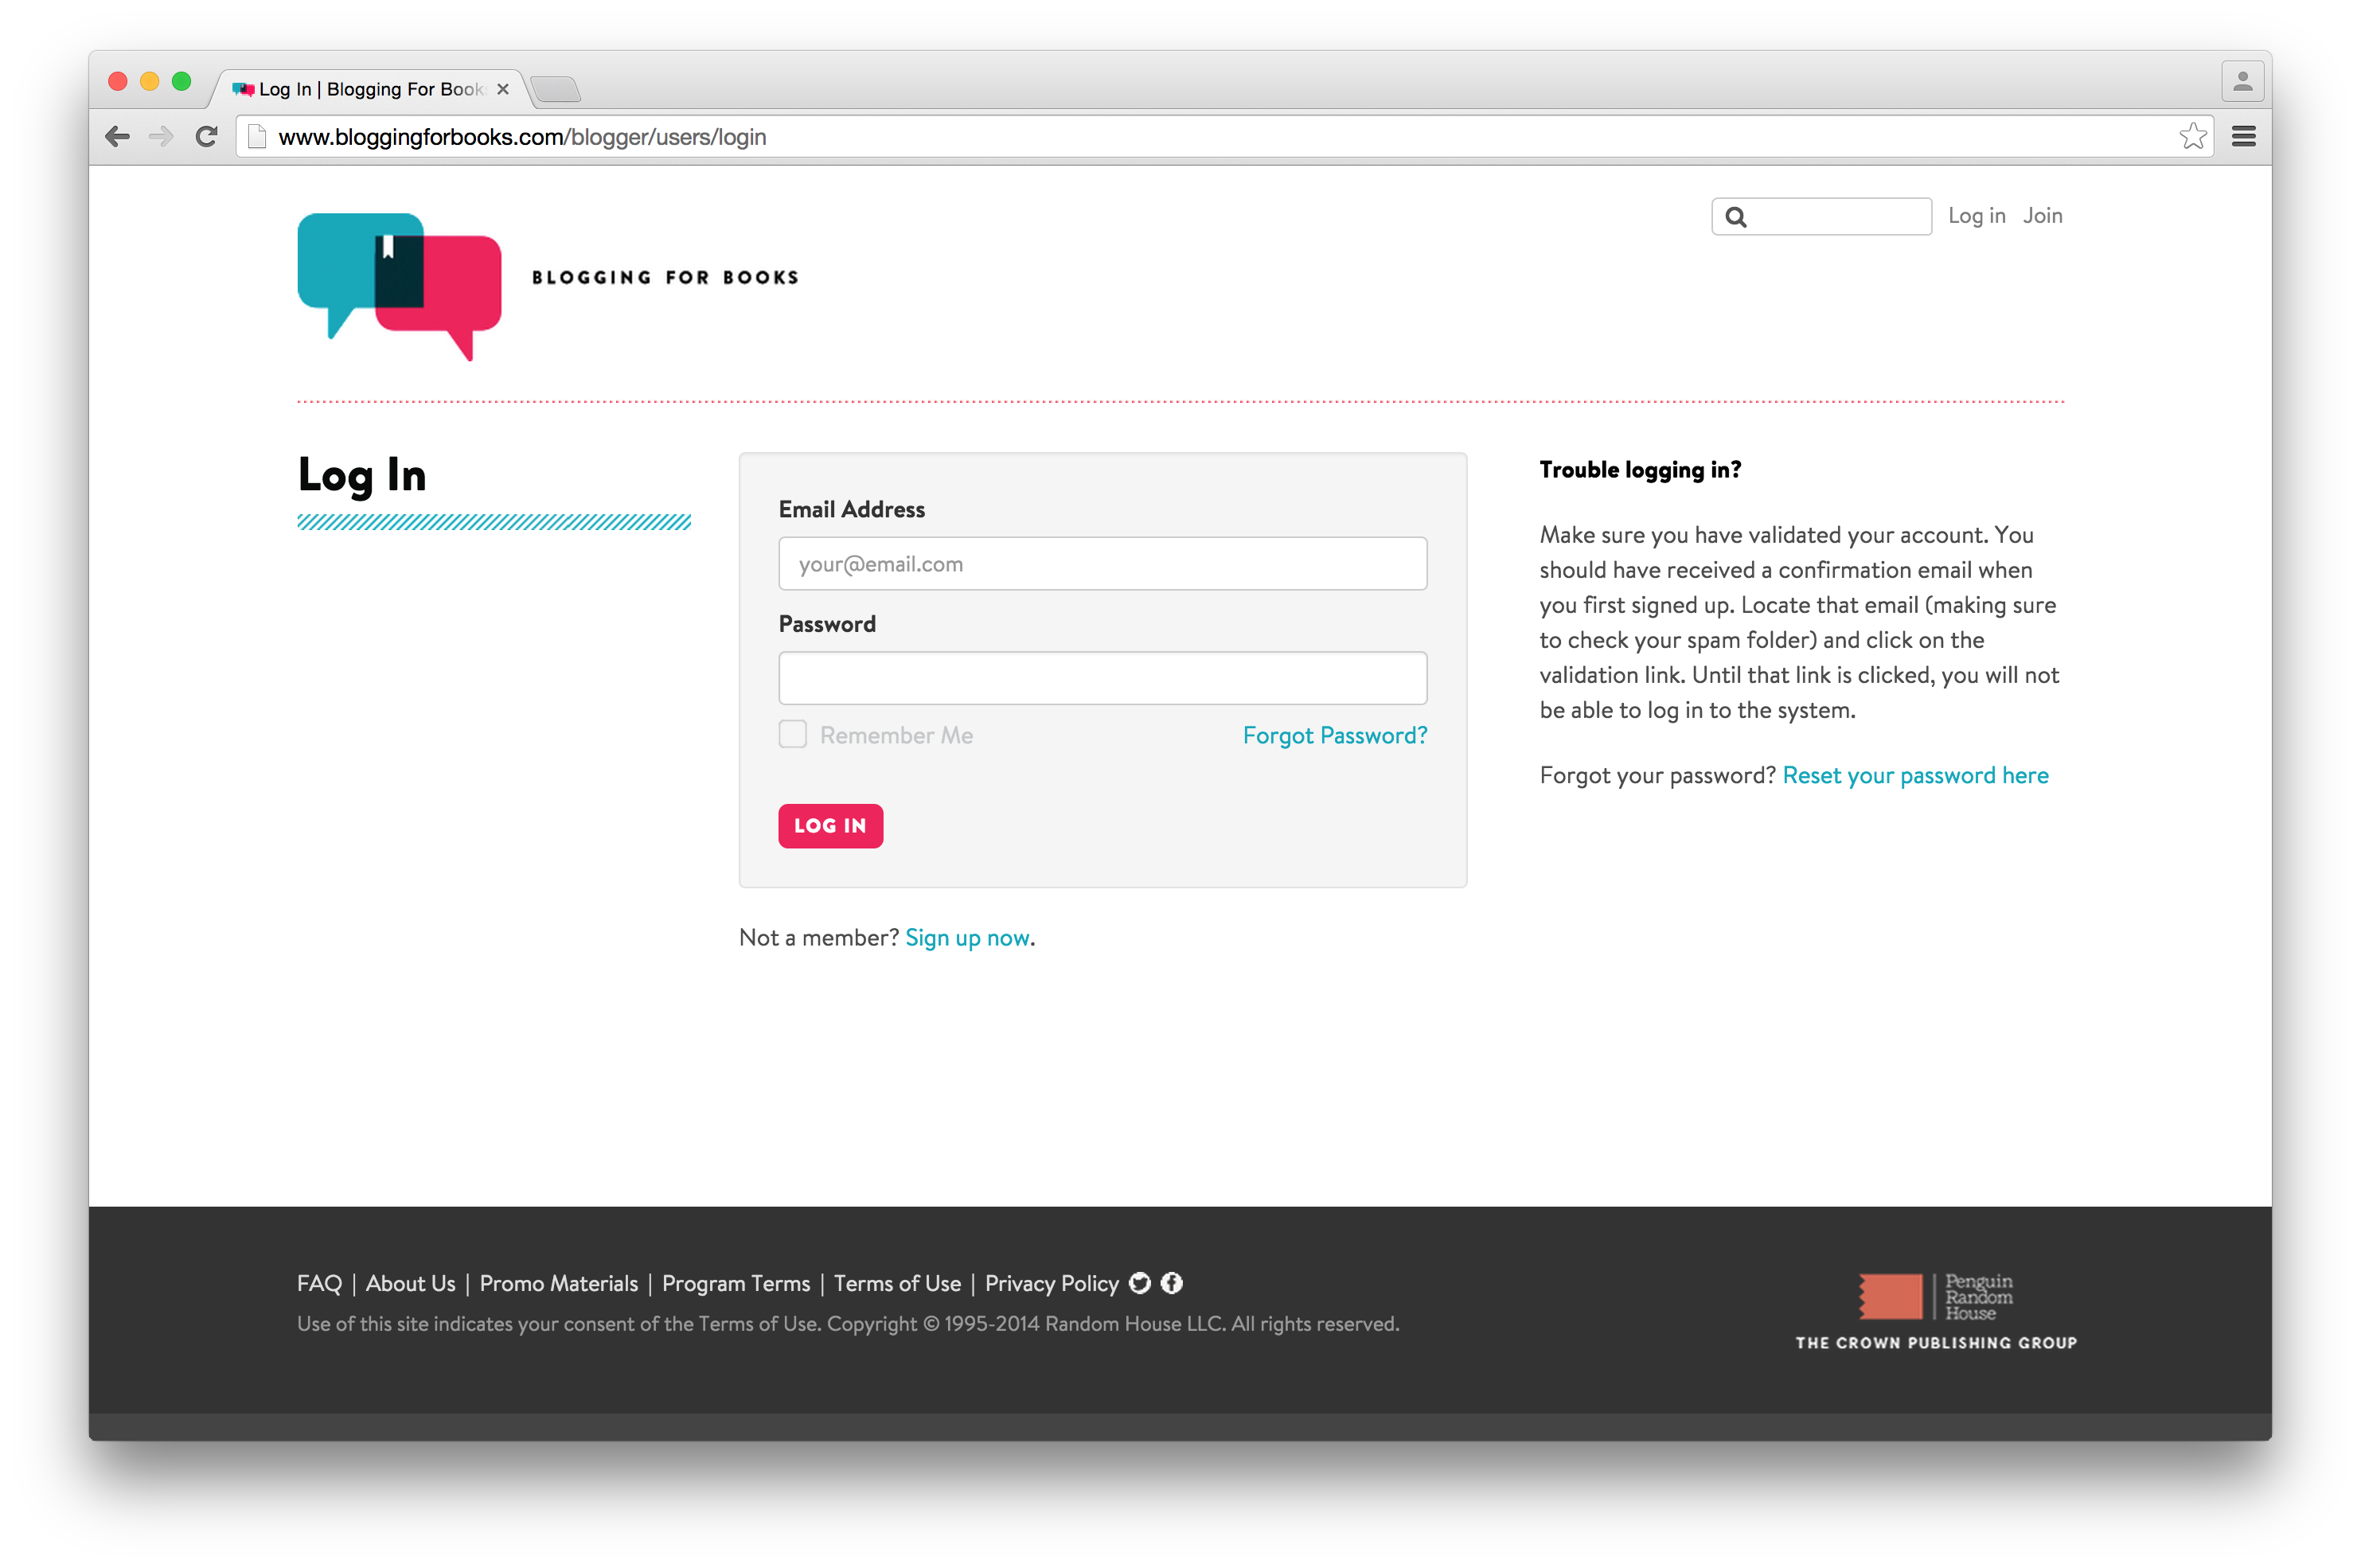 Log In | Blogging For Book
www.bloggingforbooks.com/blogger/users/login
Log in Join
BLOGGING FOR BOOKS
Log In
Email Address
your@email.com
Password
Remember Me
Forgot Password?
LOG IN
Not a member? Sign up now.
Trouble logging in?
Make sure you have validated your account. You
should have received a confirmation email when
you first signed up. Locate that email (making sure
to check your spam folder) and click on the
validation link. Until that link is clicked, you will not
be able to log in to the system.
Forgot your password? Reset your password here
FAQ | About Us | Promo Materials | Program Terms | Terms of Use | Privacy Policy
Use of this site indicates your consent of the Terms of Use. Copyright © 1995-2014 Random House LLC. All rights reserved.
Penguin
Random
House
THE CROWN PUBLISHING GROUP